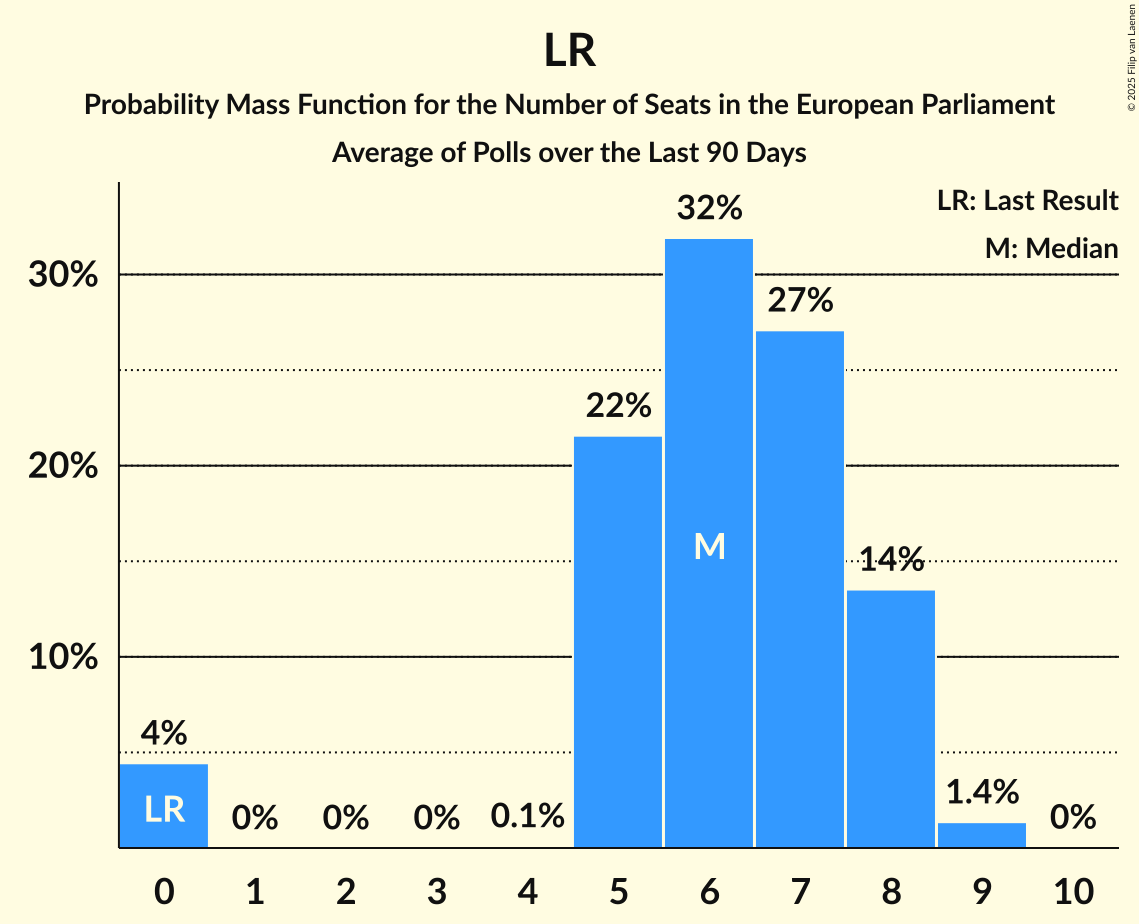 LR
Probability Mass Function for the Number of Seats in the European Parliament
Average of Polls over the Last 90 Days
© 2025 Filip van Laenen
LR: Last Result
M: Median
30%
20%
10%
4%
0%
0%
0%
0.1%
22%
32%
27%
14%
1.4%
0%
LR
M
0 1 2 3 4 5 6 7 8 9 10